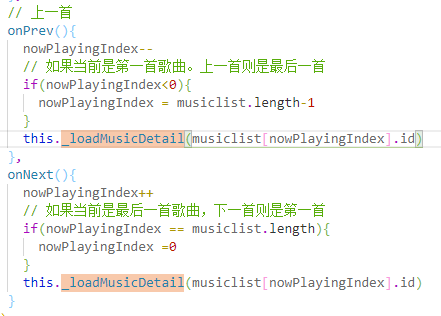 // 上一首
onPrev(){
nowPlayingIndex--
// 如果当前是第一首歌曲。上一首则是最后一首
if(nowPlayingIndex<0){
nowPlayingIndex = musiclist.length-1
}
this._loadMusicDetail(musiclist[nowPlayingIndex].id)
},
onNext(){
nowPlayingIndex++
// 如果当前是最后一首歌曲，下一首则是第一首
if(nowPlayingIndex == musiclist.length){
nowPlayingIndex =0
}
this._loadMusicDetail(musiclist[nowPlayingIndex].id)
}